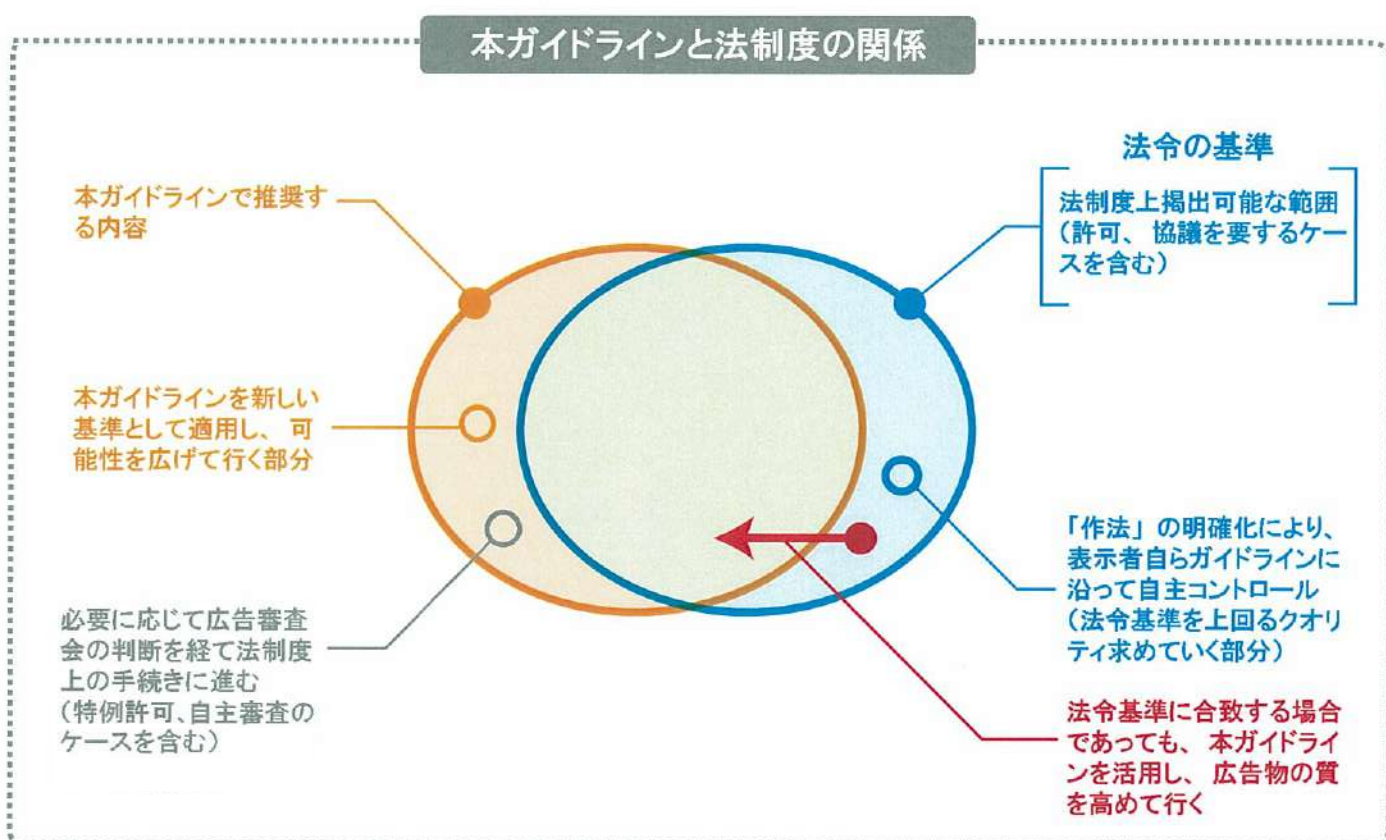 本ガイドラインと法制度の関係
本ガイドラインで推奨す
る内容
本ガイドラインを新しい
基準として適用し、可
能性を広げて行く部分
必要に応じて広告審査
会の判断を経て法制度
上の手続きに進む
（特例許可、自主審査の
ケースを含む）
法令の基準
法制度上掲出可能な範囲
（許可、協議を要するケー
スを含む）
「作法」の明確化により、
表示者自らガイドラインに
沿って自主コントロール
（法令基準を上回るクオリ
ティ求めていく部分）
法令基準に合致する場合
であっても、本ガイドライ
ンを活用し、広告物の質
を高めて行く